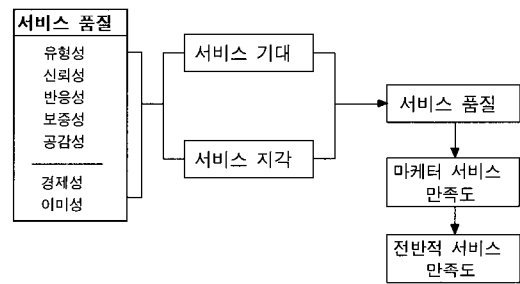 서비스 품질
유형성
신뢰성
반응성
보증성
공감성
경제성
이미성
서비스 기대
서비스 지각
서비스 품질
마케터 서비스
만족도
전반적 서비스
만족도